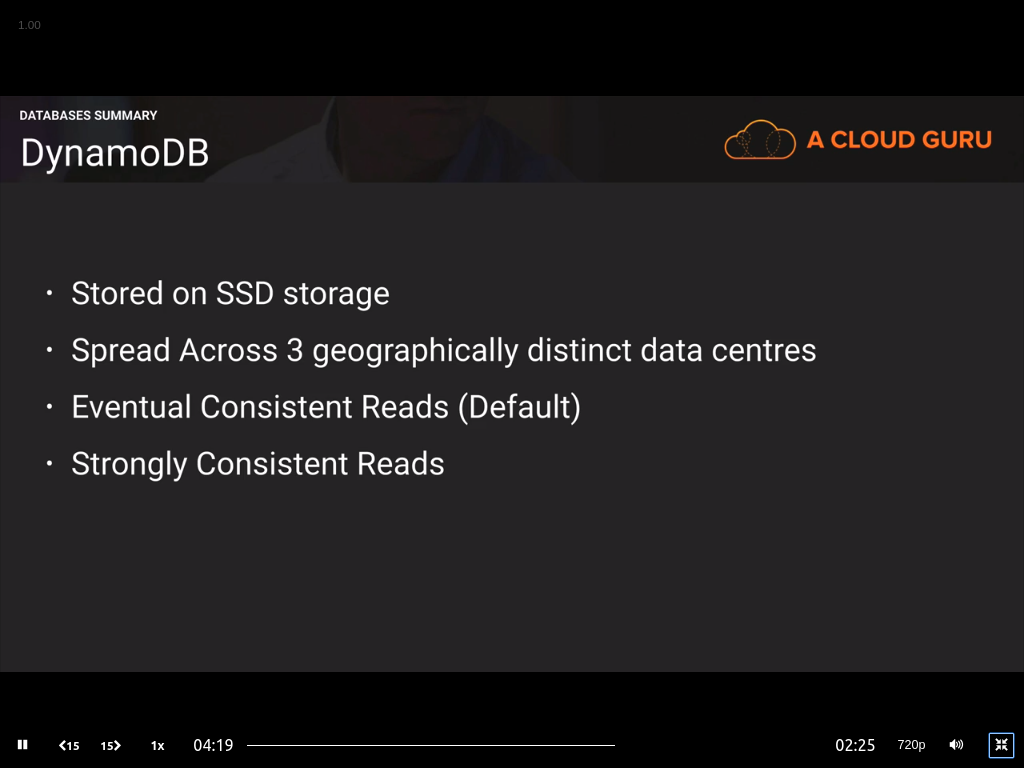 1.00
DATABASES SUMMARY
DynamoDB
A CLOUD GURU
• Stored on SSD storage
• Spread Across 3 geographically distinct data centres
• Eventual Consistent Reads (Default)
• Strongly Consistent Reads
15 15 1x 04:19 02:25 720p